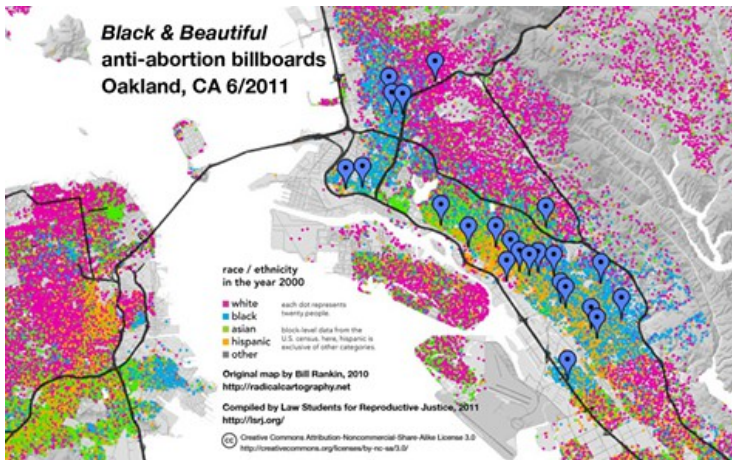 Black & Beautiful
anti-abortion billboards
Oakland, CA 6/2011
race / ethnicity
in the year 2000
white
black
asian
hispanic
other
each dot represents
twenty people.
block-level data from the
U.S. census. here, hispanic is
exclusive of other categories.
Original map by Bill Rankin, 2010
http://radicalcartography.net
Compiled by Law Students for Reproductive Justice, 2011
http://lsrj.org/
cc Creative Commons Attribution-Noncommercial-Share-Alike License 3.0
http://creativecommons.org/licenses/by-nc-sa/3.0/